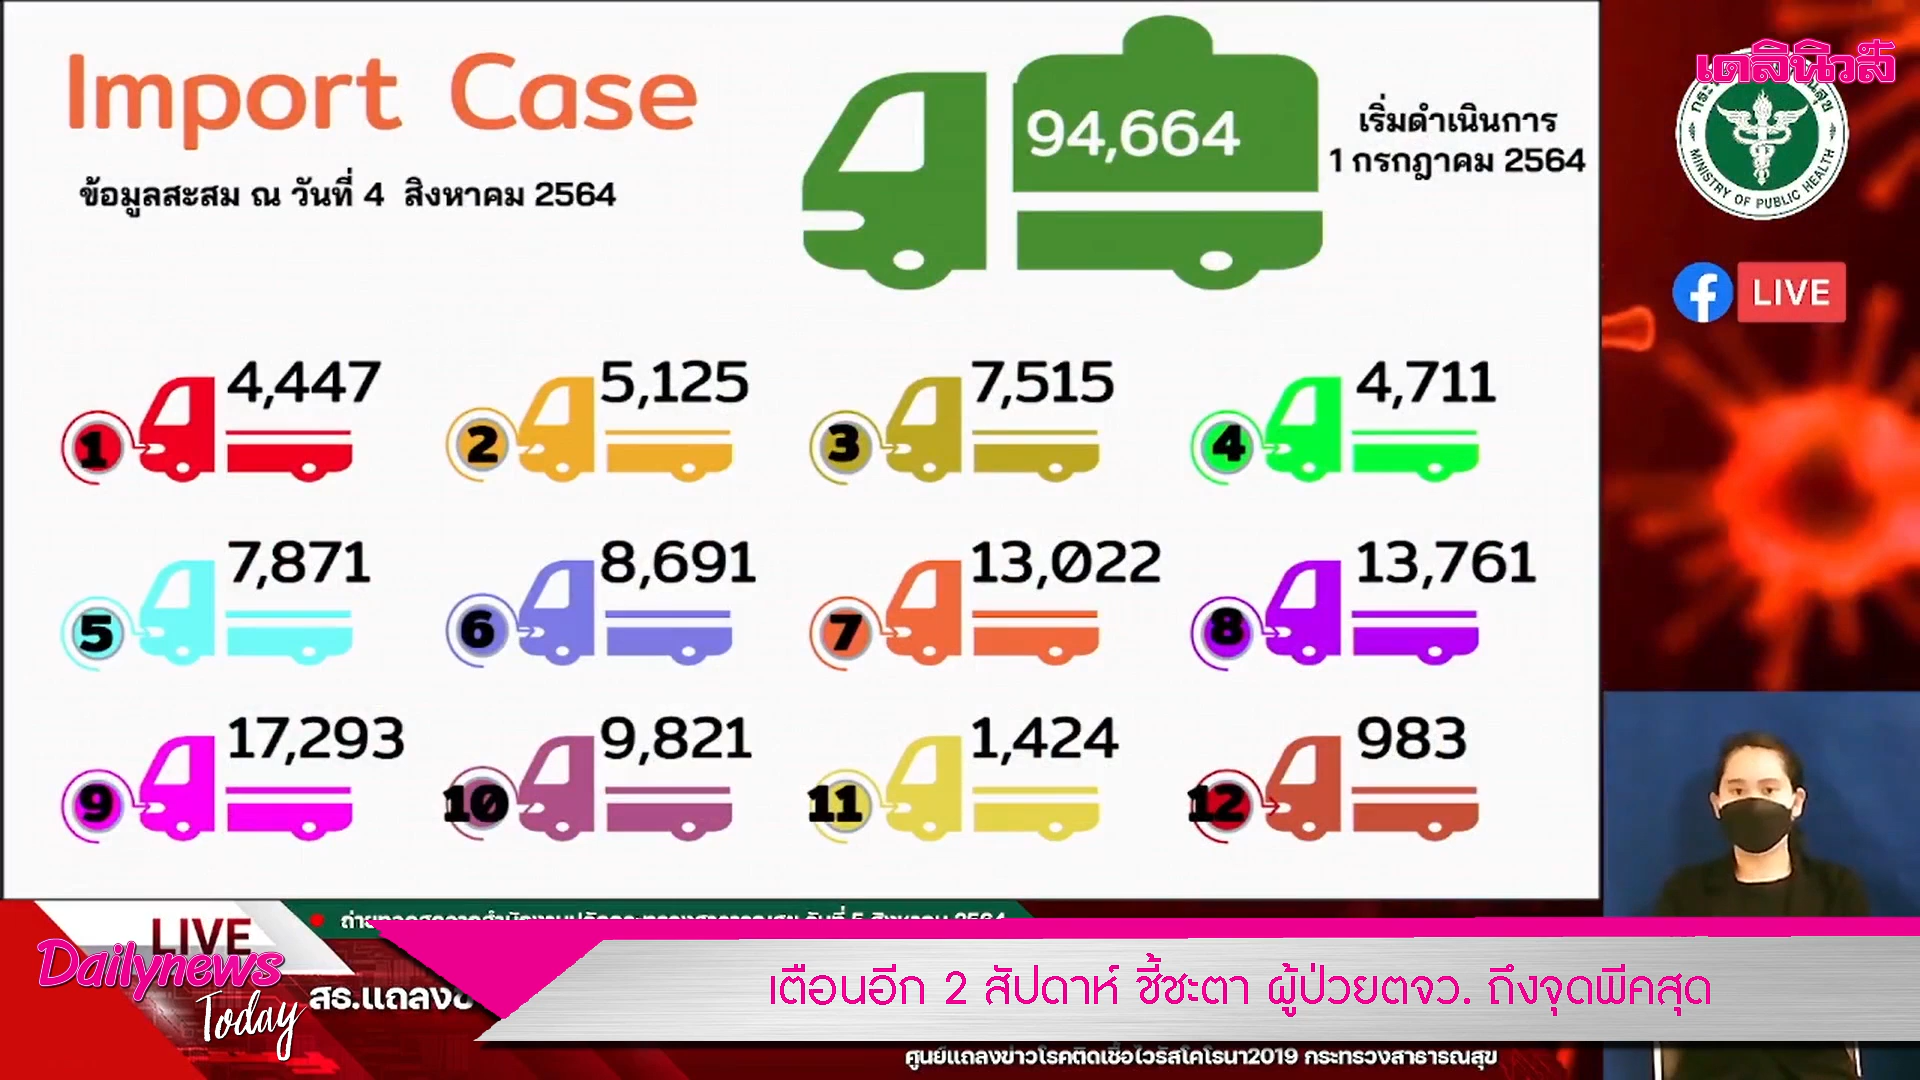 Import Case
ข้อมูลสะสม ณ วันที่ 4 สิงหาคม 2564
94,664
เริ่มดำเนินการ
1 กรกฎาคม 2564
เดลินิวส์
MINISTRY OF PUBLIC HEALTH
LIVE
1 4,447
2 5,125
3 7,515
4 4,711
5 7,871
6 8,691
7 13,022
8 13,761
9 17,293
10 9,821
11 1,424
12 983
LIVE
Dailynews
Today
สธ.แถลง
เตือนอีก 2 สัปดาห์ ชี้ชะตา ผู้ป่วยตจว. ถึงจุดพีคสุด
ศูนย์แถลงข่าวโรคติดเชื้อไวรัสโคโรนา2019 กระทรวงสาธารณสุข